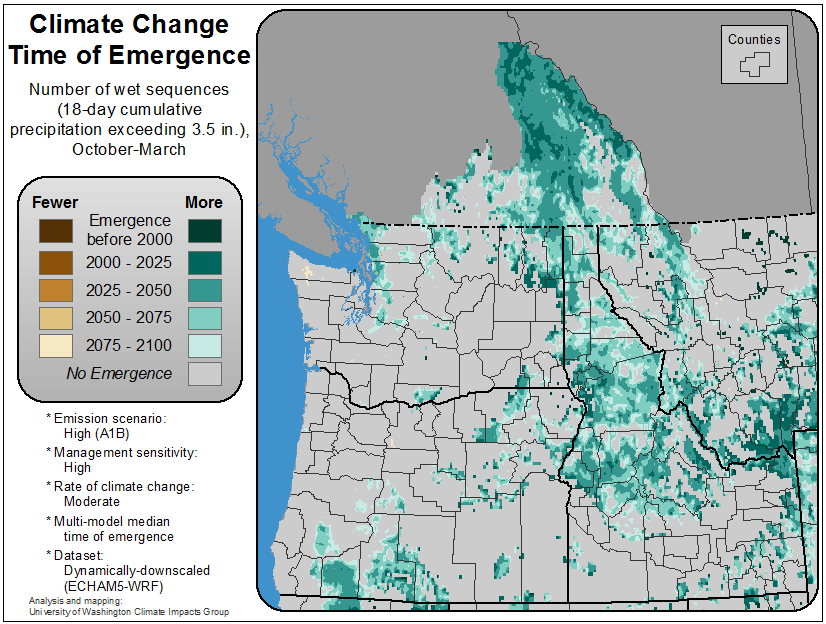 Climate Change
Time of Emergence
Number of wet sequences
(18-day cumulative
precipitation exceeding 3.5 in.),
October-March
Fewer More
Emergence
before 2000
2000 - 2025
2025 - 2050
2050 - 2075
2075 - 2100
No Emergence
* Emission scenario:
High (A1B)
* Management sensitivity:
High
* Rate of climate change:
Moderate
* Multi-model median
time of emergence
* Dataset:
Dynamically-downscaled
(ECHAM5-WRF)
Analysis and mapping:
University of Washington Climate Impacts Group
Counties